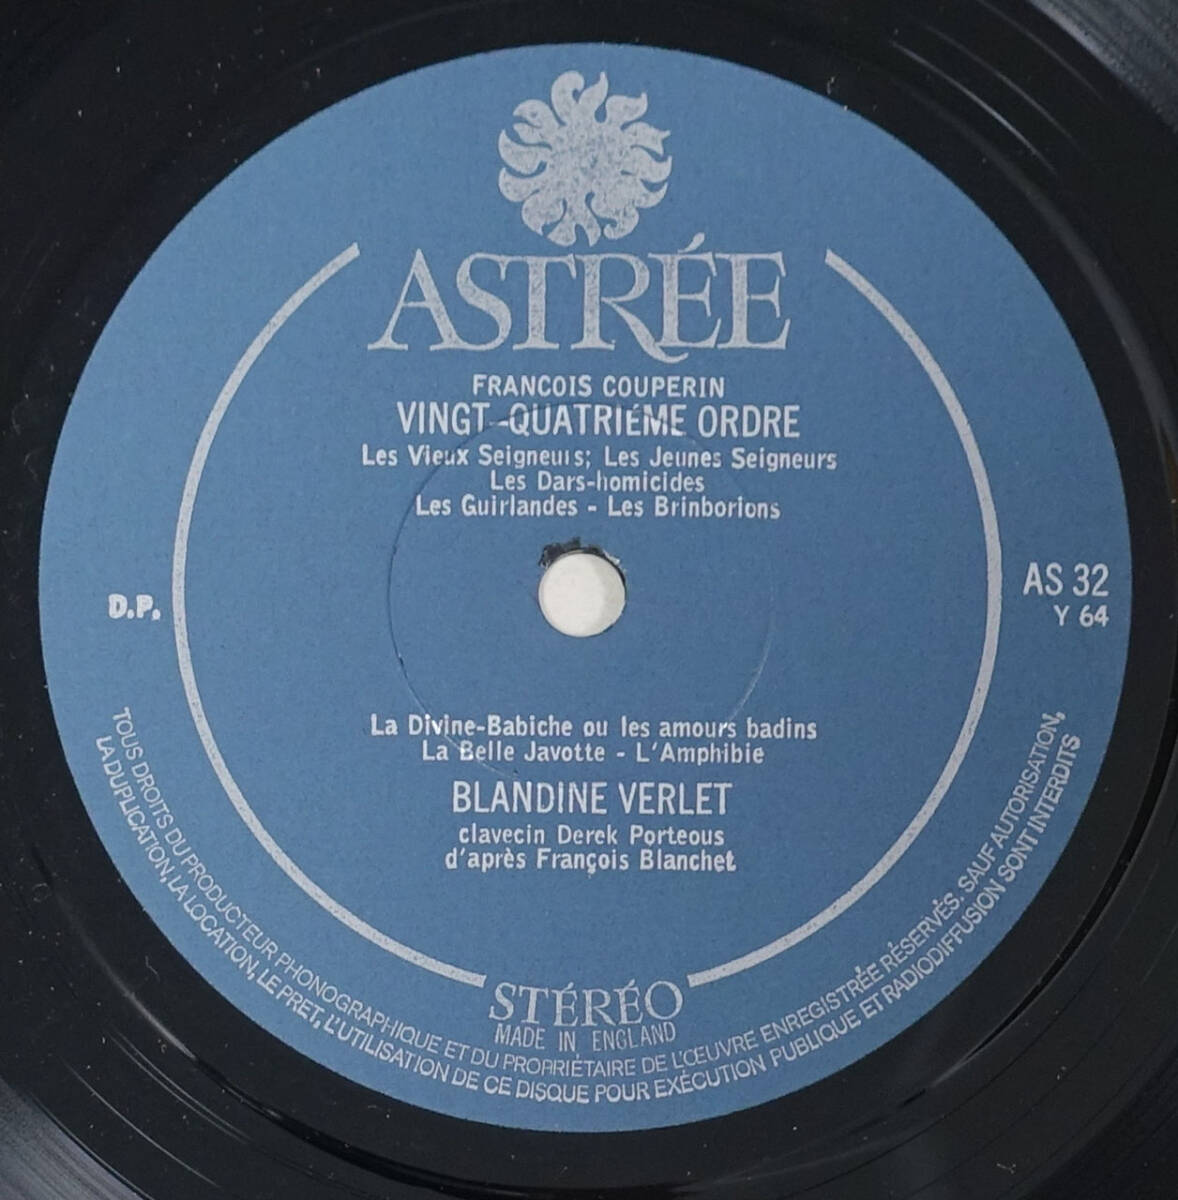 ASTRÉE
FRANCOIS COUPERIN
VINGT-QUATRIÉME ORDRE
Les Vieux Seigneurs; Les Jeunes Seigneurs
Les Dars-homicides
Les Guirlandes - Les Brinborions
D.P.
AS 32
Y 64
La Divine-Babiche ou les amours badins
La Belle Javotte - L'Amphibie
BLANDINE VERLET
clavecin Derek Porteous
d'après François Blanchet
STÉRÉO
MADE IN ENGLAND
TOUS DROITS DU PRODUCTEUR PHONOGRAPHIQUE ET DU PROPRIÉTAIRE DE L'ŒUVRE ENREGISTRÉE RÉSERVÉS. SAUF AUTORISATION,
LA DUPLICATION, LA LOCATION, LE PRET, L'UTILISATION DE CE DISQUE POUR EXÉCUTION PUBLIQUE ET RADIODIFFUSION SONT INTERDITS